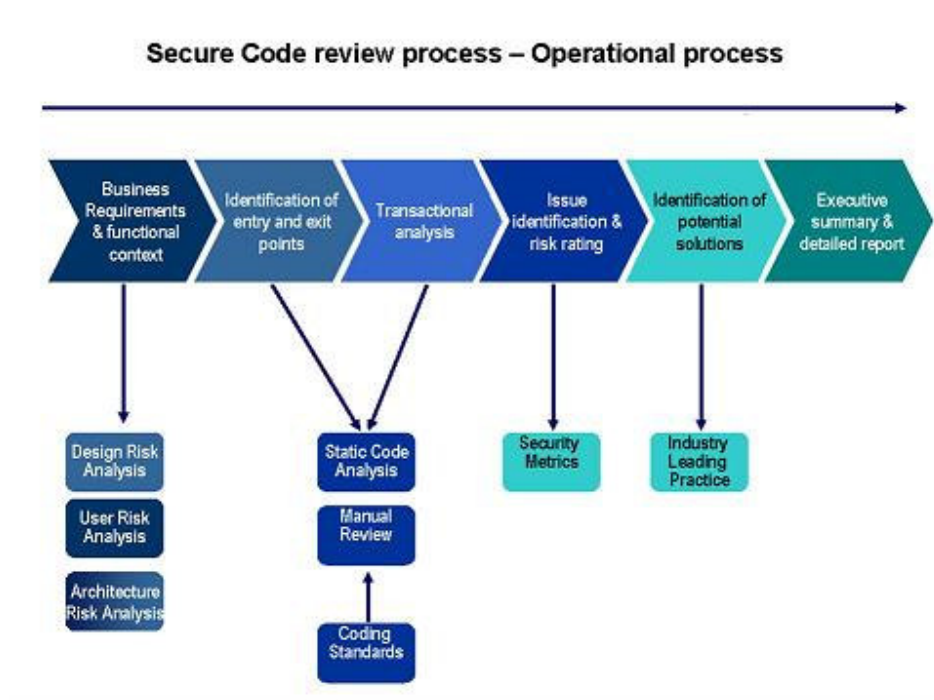 Secure Code review process – Operational process
Business
Requirements
& functional
context
Identification of
entry and exit
points
Transactional
analysis
Issue
identification &
risk rating
Identification of
potential
solutions
Executive
summary &
detailed report
Design Risk
Analysis
User Risk
Analysis
Architecture
Risk Analysis
Static Code
Analysis
Manual
Review
Coding
Standards
Security
Metrics
Industry
Leading
Practice